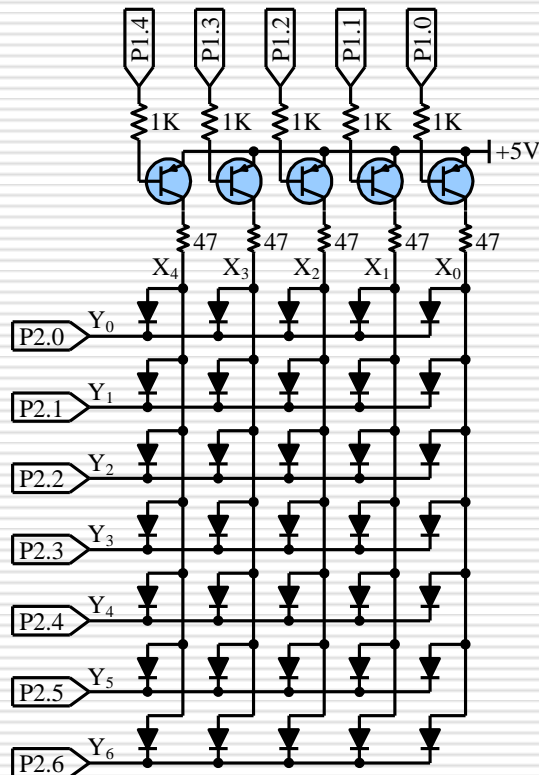 P1.4 P1.3 P1.2 P1.1 P1.0
1K 1K 1K 1K 1K
+5V
47 47 47 47 47
X4 X3 X2 X1 X0
P2.0 Y0
P2.1 Y1
P2.2 Y2
P2.3 Y3
P2.4 Y4
P2.5 Y5
P2.6 Y6